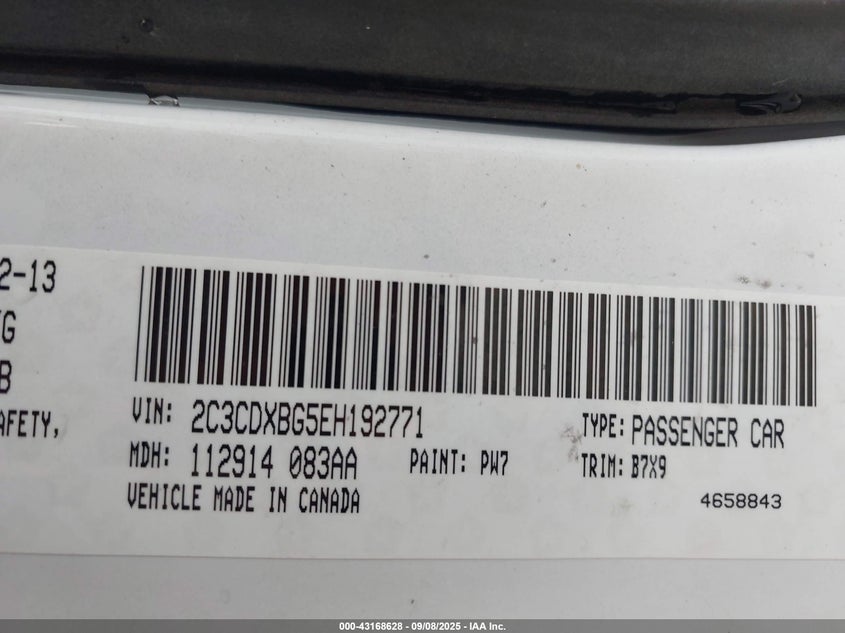 2-13
G
B
AFETY,
VIN: 2C3CDXBG5EH192771
TYPE: PASSENGER CAR
MDH: 112914 083AA
PAINT: PW7
TRIM: B7X9
VEHICLE MADE IN CANADA
4658843
000-43168628 - 09/08/2025 - IAA Inc.